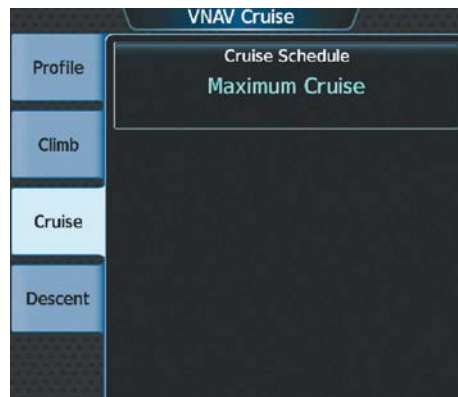 VNAV Cruise
Profile
Cruise Schedule
Maximum Cruise
Climb
Cruise
Descent